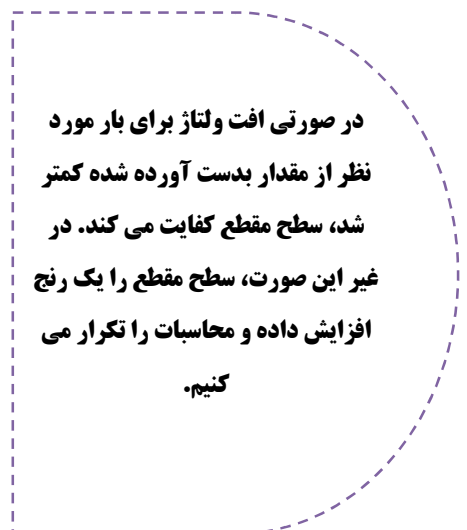 در صورتی افت ولتاژ برای بار مورد
نظر از مقدار بدست آورده شده کمتر
شد، سطح مقطع کفایت می کند. در
غیر این صورت، سطح مقطع را یک رنج
افزایش داده و محاسبات را تکرار می
کنیم.